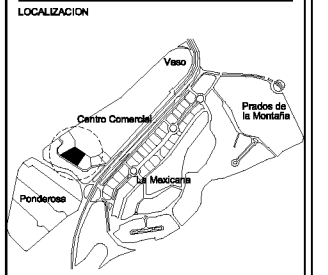 LOCALIZACION
Vaso
Centro Comercial
Prados de
la Montaña
La Mexicana
Ponderosa